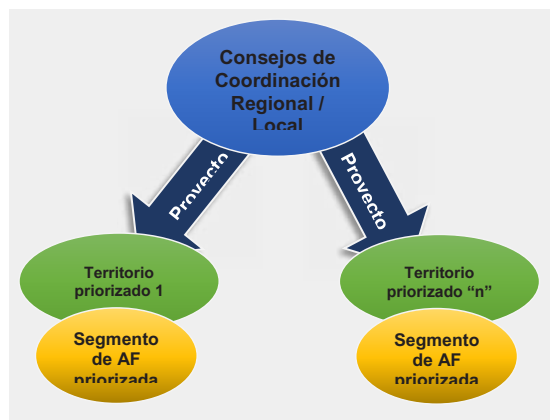 Consejos de
Coordinación
Regional /
Local
Proyecto
Proyecto
Territorio
priorizado 1
Territorio
priorizado “n”
Segmento
de AF
priorizada
Segmento
de AF
priorizada